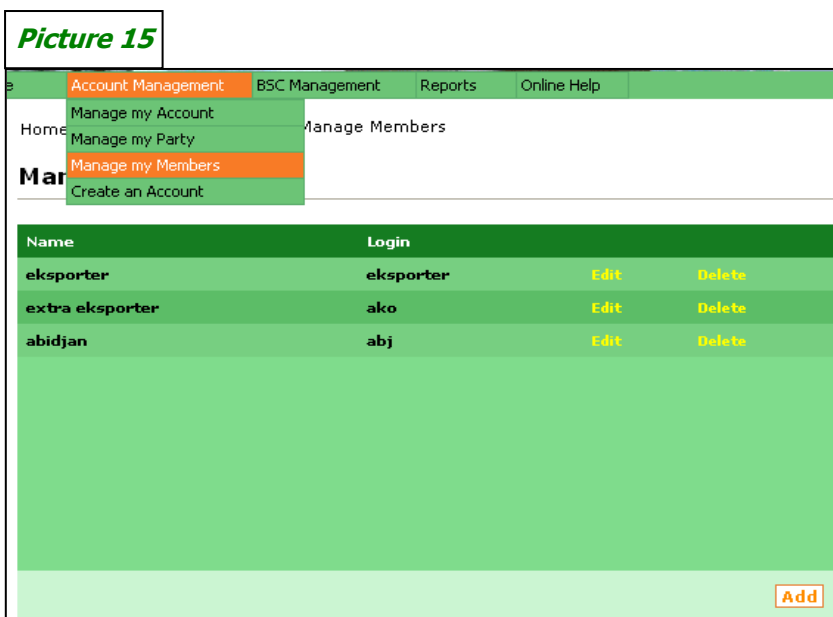 Picture 15
e Account Management BSC Management Reports Online Help
Manage my Account
Home Manage Members
Manage my Party
Manage my Members
Mar
Create an Account
Name Login
eksporter eksporter Edit Delete
extra eksporter ako Edit Delete
abidjan abj Edit Delete
Add